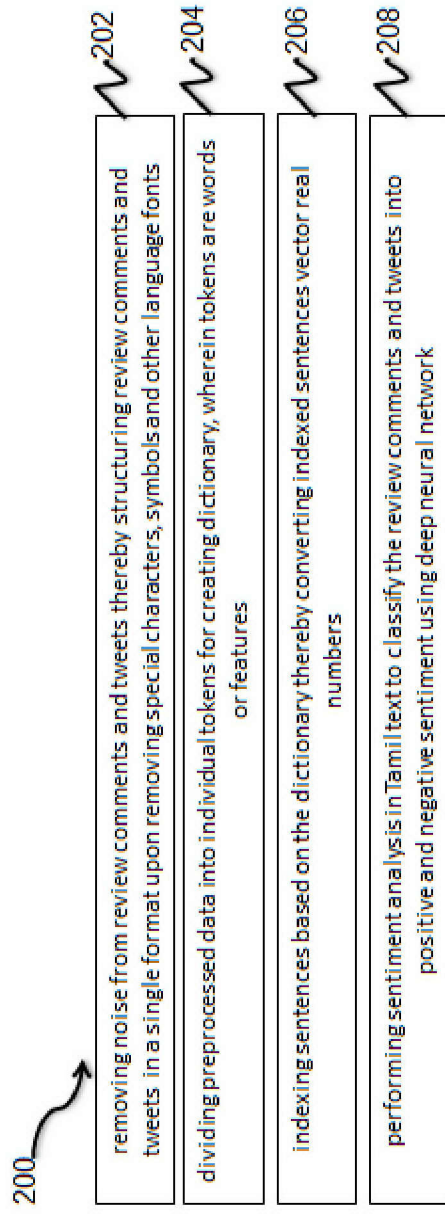 200
202
removing noise from review comments and tweets thereby structuring review comments and
tweets in a single format upon removing special characters, symbols and other language fonts
204
dividing preprocessed data into individual tokens for creating dictionary, wherein tokens are words
or features
206
indexing sentences based on the dictionary thereby converting indexed sentences vector real
numbers
208
performing sentiment analysis in Tamil text to classify the review comments and tweets into
positive and negative sentiment using deep neural network